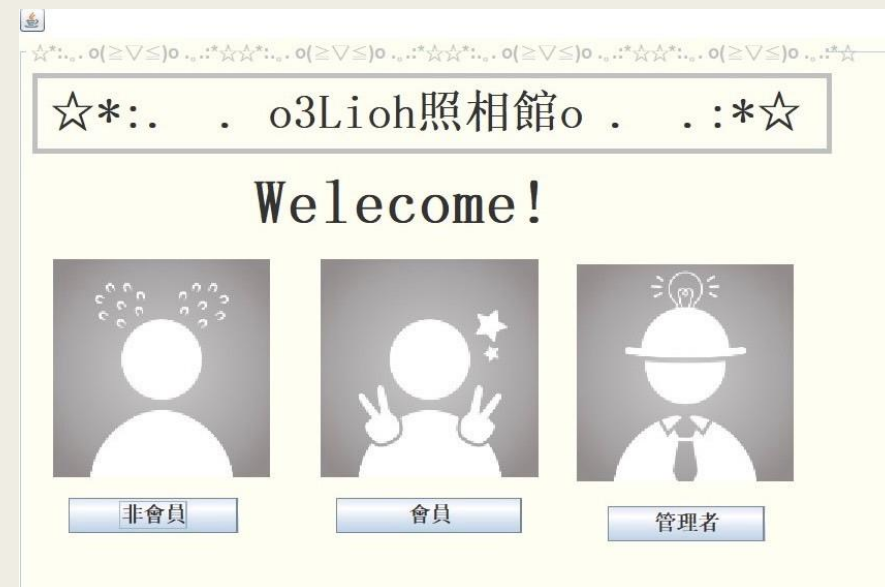 ☆*:.｡. o(≧▽≦)o .｡.:*☆☆*:.｡. o(≧▽≦)o .｡.:*☆☆*:.｡. o(≧▽≦)o .｡.:*☆☆*:.｡. o(≧▽≦)o .｡.:*☆
☆*:. . o3Lioh照相館o . .:*☆
Welecome!
非會員 會員 管理者